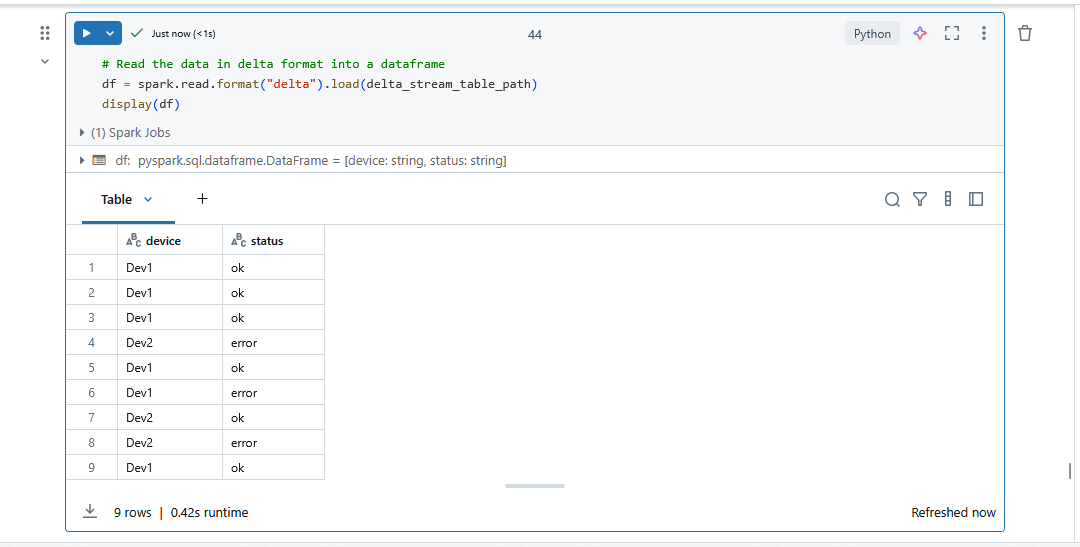 Just now (<1s)
44
Python
# Read the data in delta format into a dataframe
df = spark.read.format("delta").load(delta_stream_table_path)
display(df)
(1) Spark Jobs
df: pyspark.sql.dataframe.DataFrame = [device: string, status: string]
Table
+
ABC device ABC status
1 Dev1 ok
2 Dev1 ok
3 Dev1 ok
4 Dev2 error
5 Dev1 ok
6 Dev1 error
7 Dev2 ok
8 Dev2 error
9 Dev1 ok
9 rows | 0.42s runtime
Refreshed now